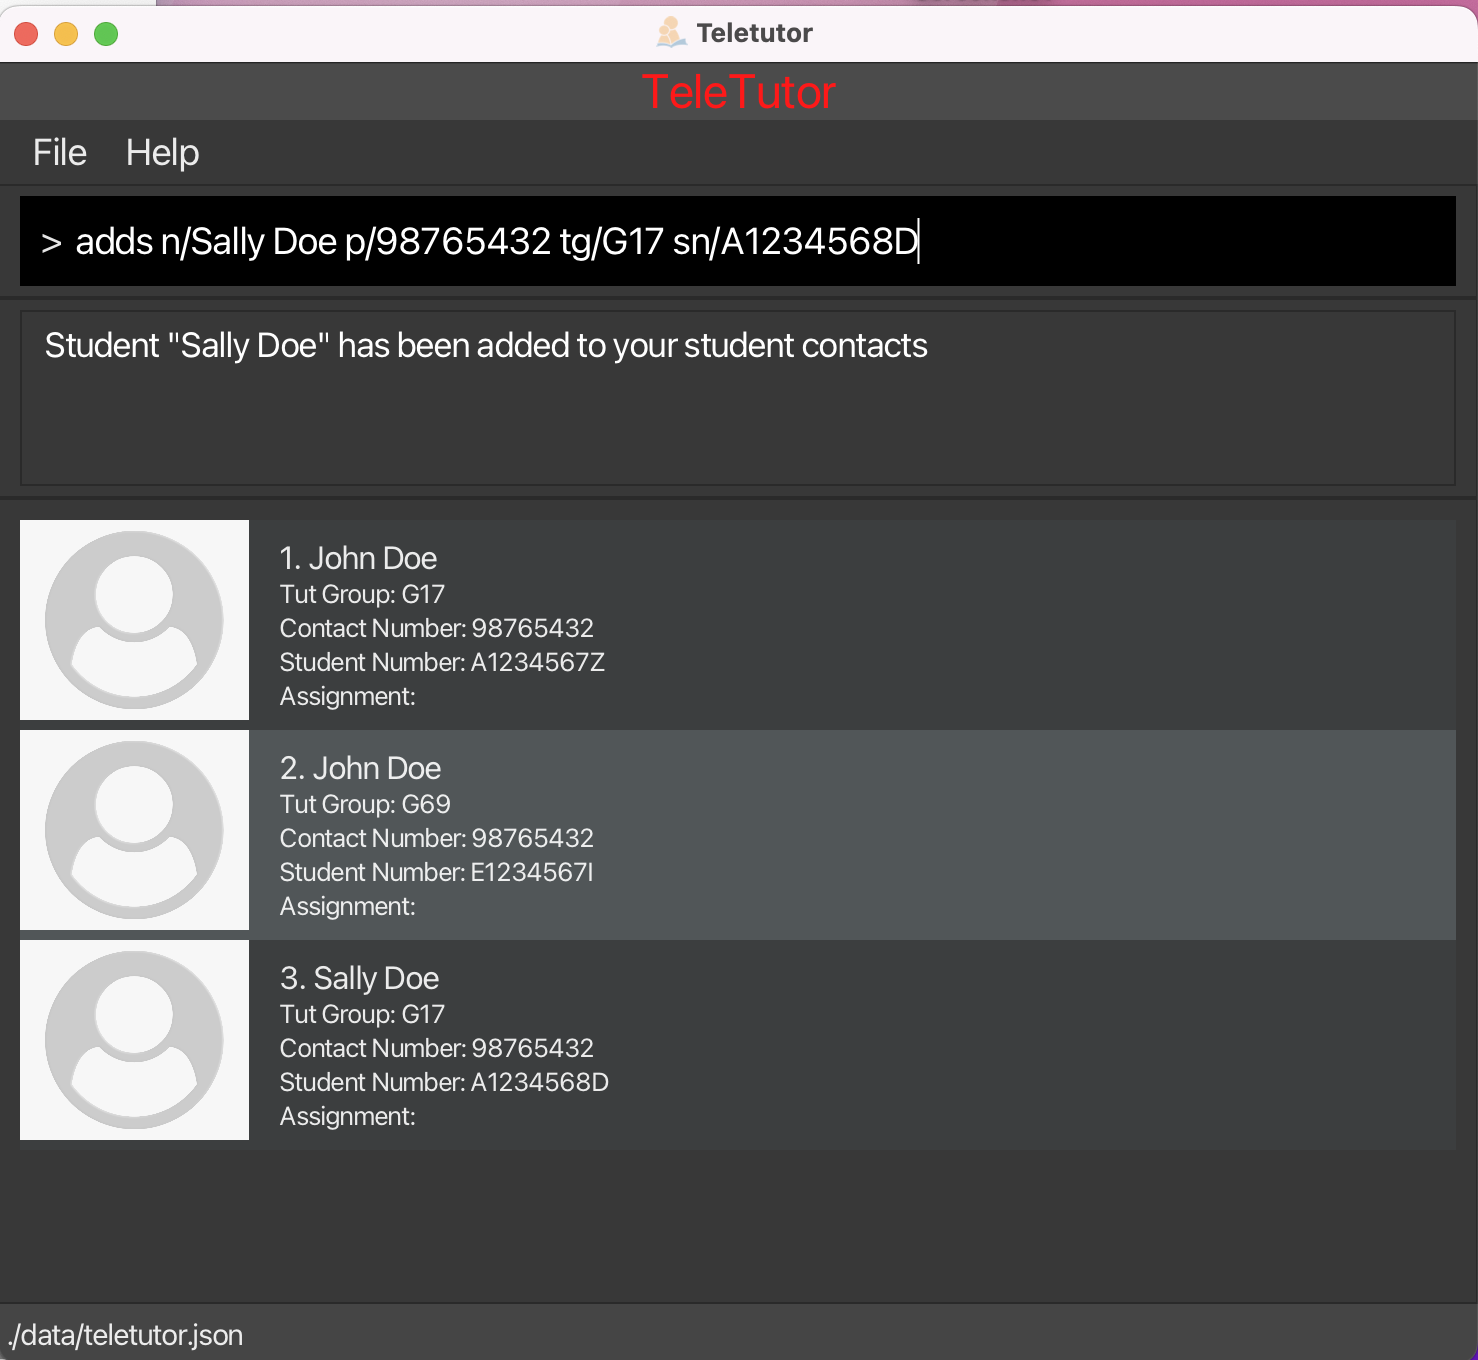 Teletutor
TeleTutor
File Help
> adds n/Sally Doe p/98765432 tg/G17 sn/A1234568D
Student "Sally Doe" has been added to your student contacts
1. John Doe
Tut Group: G17
Contact Number: 98765432
Student Number: A1234567Z
Assignment:
2. John Doe
Tut Group: G69
Contact Number: 98765432
Student Number: E1234567I
Assignment:
3. Sally Doe
Tut Group: G17
Contact Number: 98765432
Student Number: A1234568D
Assignment:
./data/teletutor.json